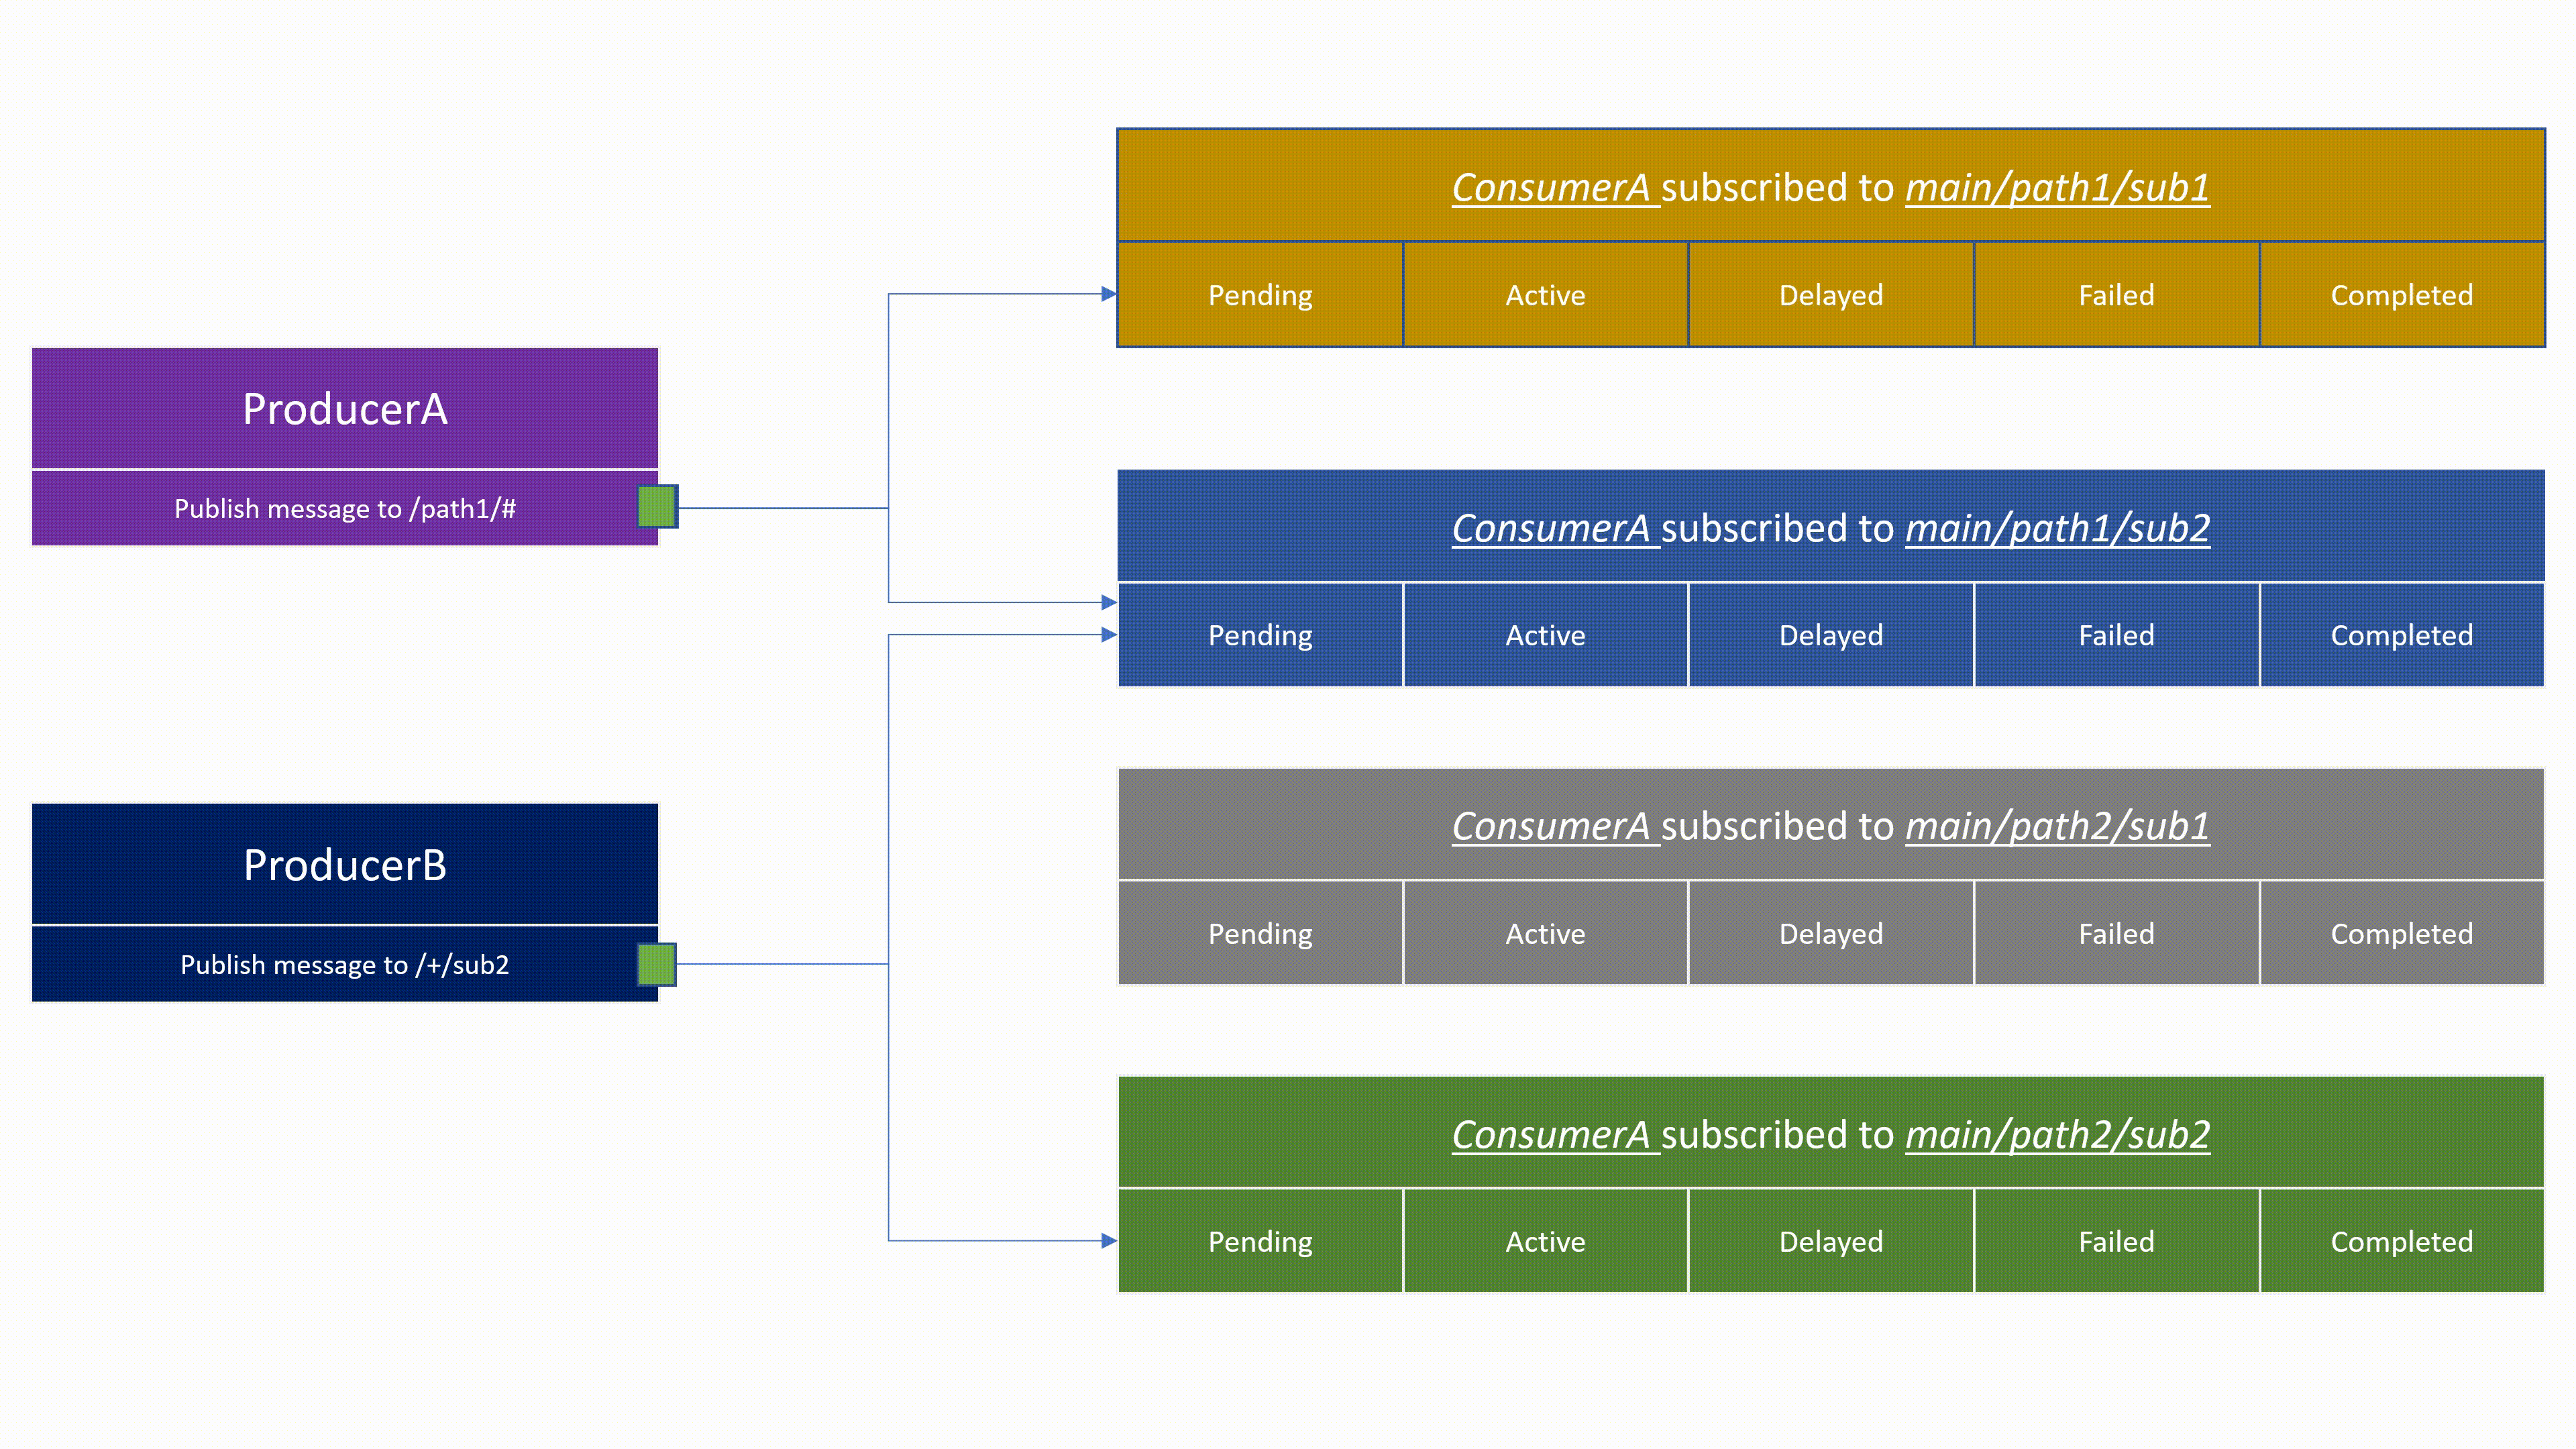 ProducerA
Publish message to /path1/#
ProducerB
Publish message to /+/sub2
ConsumerA subscribed to main/path1/sub1
Pending Active Delayed Failed Completed
ConsumerA subscribed to main/path1/sub2
Pending Active Delayed Failed Completed
ConsumerA subscribed to main/path2/sub1
Pending Active Delayed Failed Completed
ConsumerA subscribed to main/path2/sub2
Pending Active Delayed Failed Completed